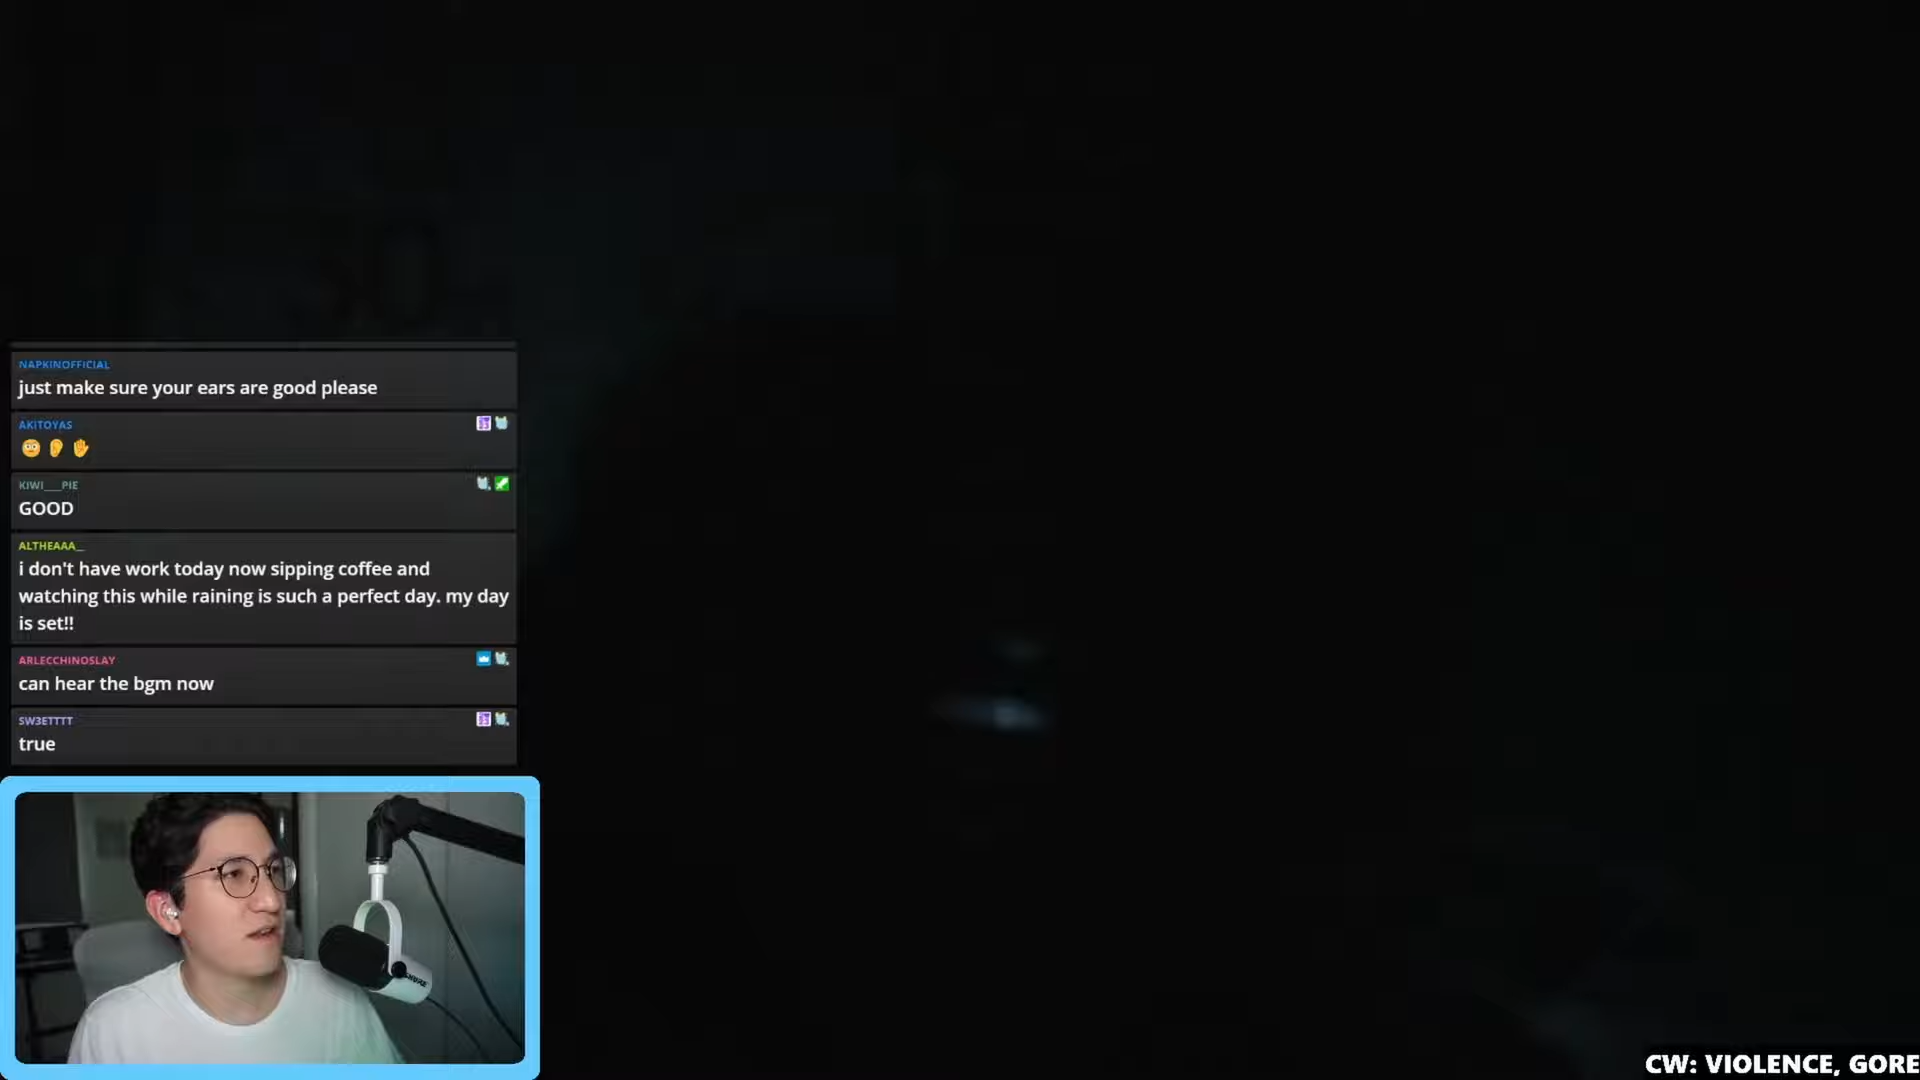 NAPKINOFFICIAL
just make sure your ears are good please
AKITOYAS
😳 👂 ✋
KIWI___PIE
GOOD
ALTHEAAA_
i don't have work today now sipping coffee and
watching this while raining is such a perfect day. my day
is set!!
ARLECCHINOSLAY
can hear the bgm now
SW3ETTTT
true
SHURE
CW: VIOLENCE, GORE